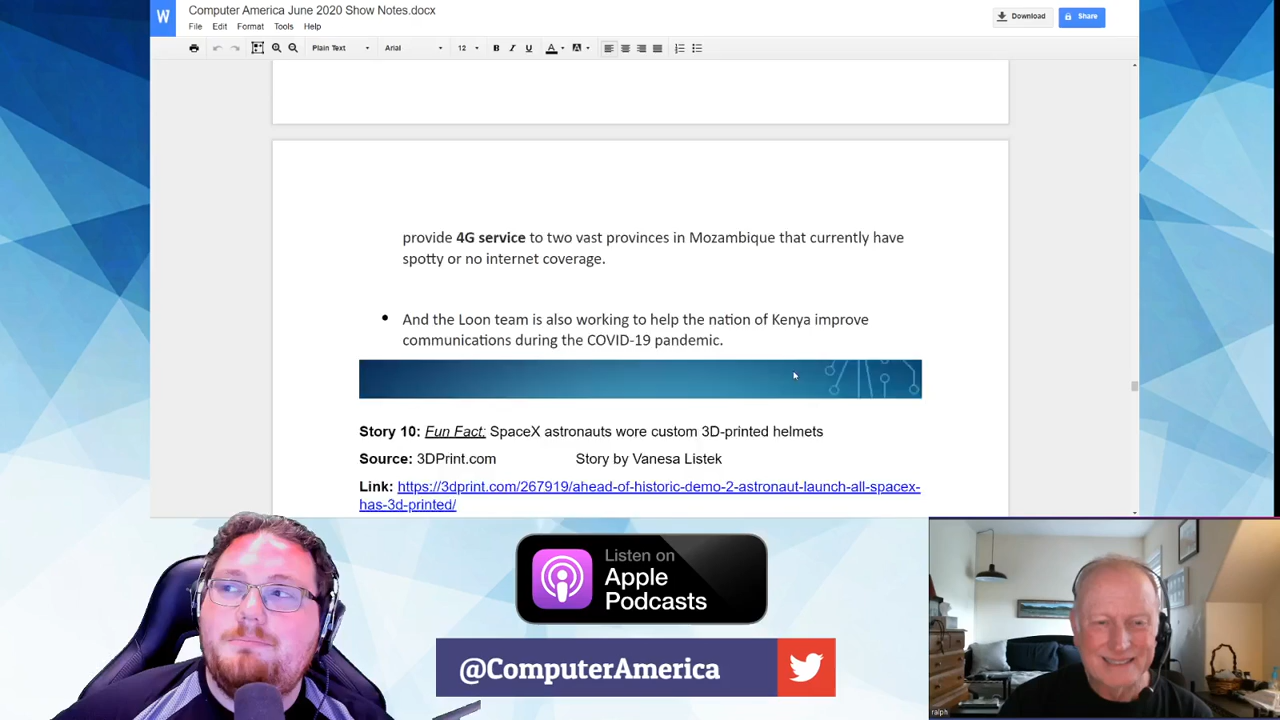 Computer America June 2020 Show Notes.docx
File Edit Format Tools Help
Download Share
Plain Text Arial 12 B I U A A
provide 4G service to two vast provinces in Mozambique that currently have
spotty or no internet coverage.
• And the Loon team is also working to help the nation of Kenya improve
communications during the COVID-19 pandemic.
Story 10: Fun Fact: SpaceX astronauts wore custom 3D-printed helmets
Source: 3DPrint.com Story by Vanesa Listek
Link: https://3dprint.com/267919/ahead-of-historic-demo-2-astronaut-launch-all-spacex-
has-3d-printed/
Listen on
Apple
Podcasts
@ComputerAmerica
ralph